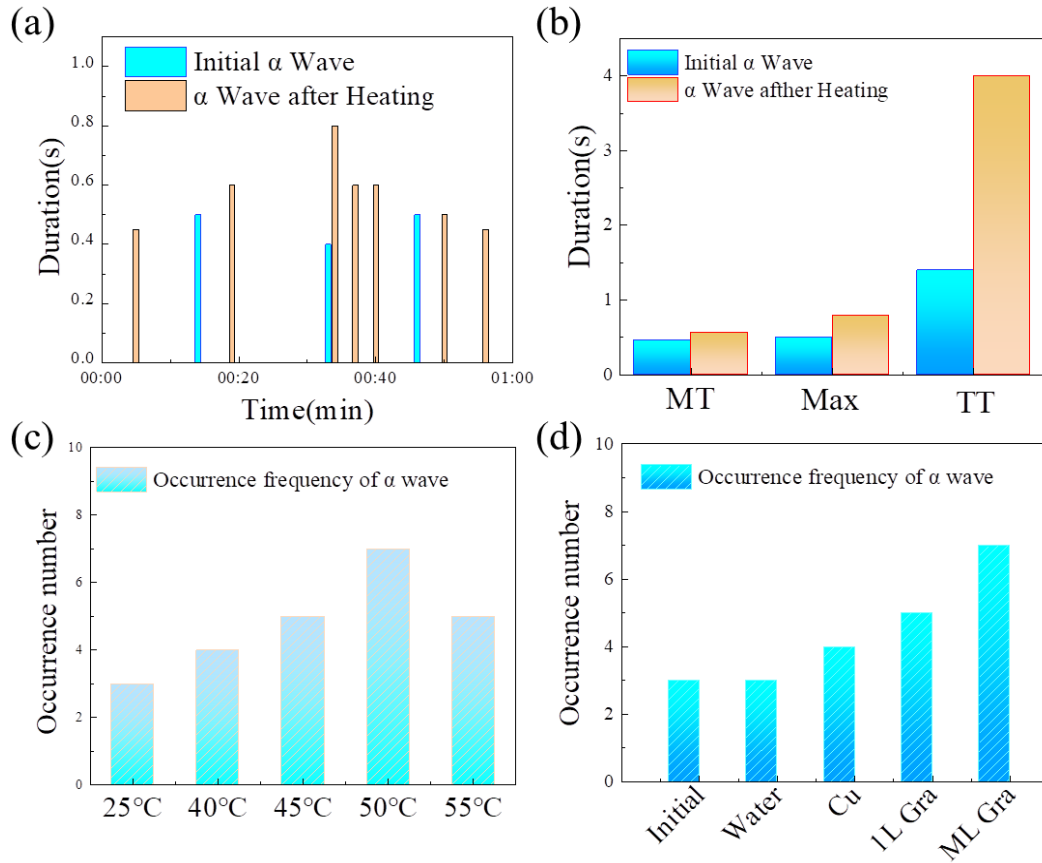 (a)
Initial α Wave
α Wave after Heating
Duration(s)
1.0
0.8
0.6
0.4
0.2
0.0
00:00
00:20
00:40
01:00
Time(min)
(b)
Initial α Wave
α Wave afther Heating
Duration(s)
4
3
2
1
0
MT
Max
TT
(c)
Occurrence frequency of α wave
Occurrence number
10
8
6
4
2
0
25°C
40°C
45°C
50°C
55°C
(d)
Occurrence frequency of α wave
Occurrence number
10
8
6
4
2
0
Initial
Water
Cu
1L Gra
ML Gra